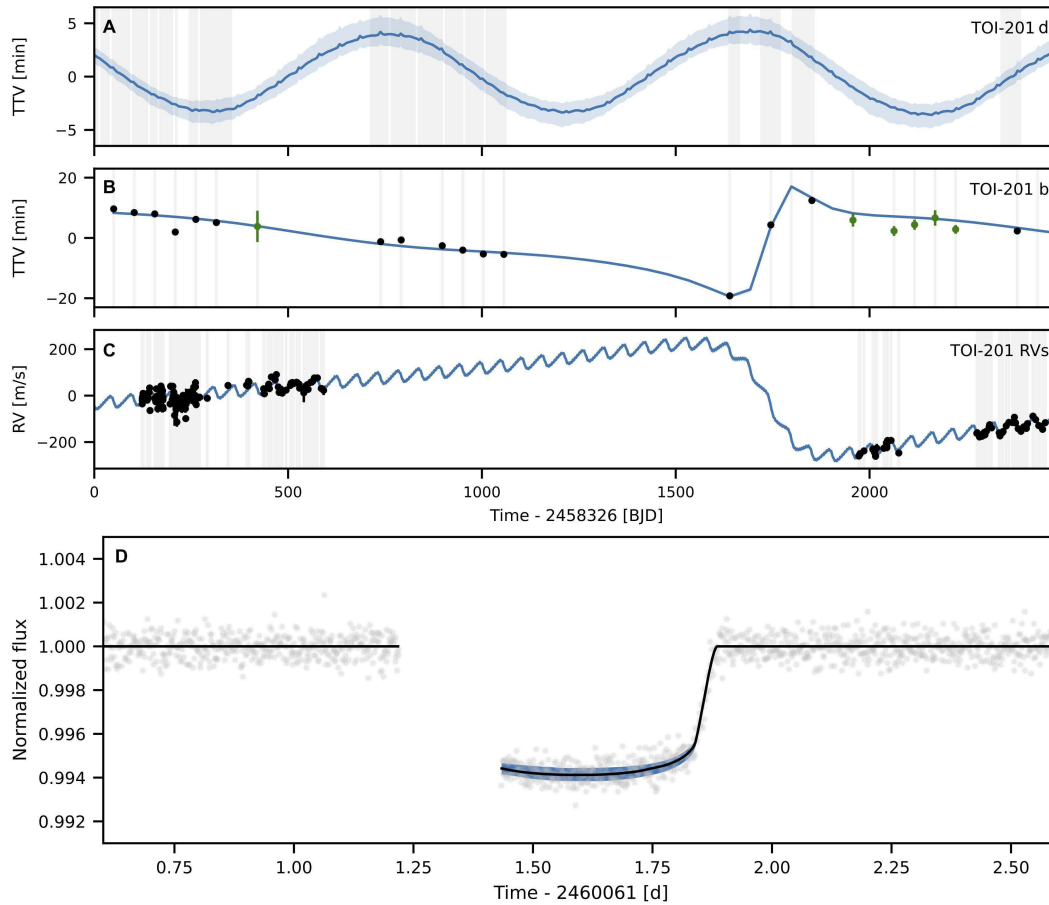 A
TOI-201 d
TTV [min]
5
0
−5
B
TOI-201 b
TTV [min]
20
0
−20
C
TOI-201 RVs
RV [m/s]
200
0
−200
0 500 1000 1500 2000
Time - 2458326 [BJD]
D
Normalized flux
1.004
1.002
1.000
0.998
0.996
0.994
0.992
0.75 1.00 1.25 1.50 1.75 2.00 2.25 2.50
Time - 2460061 [d]